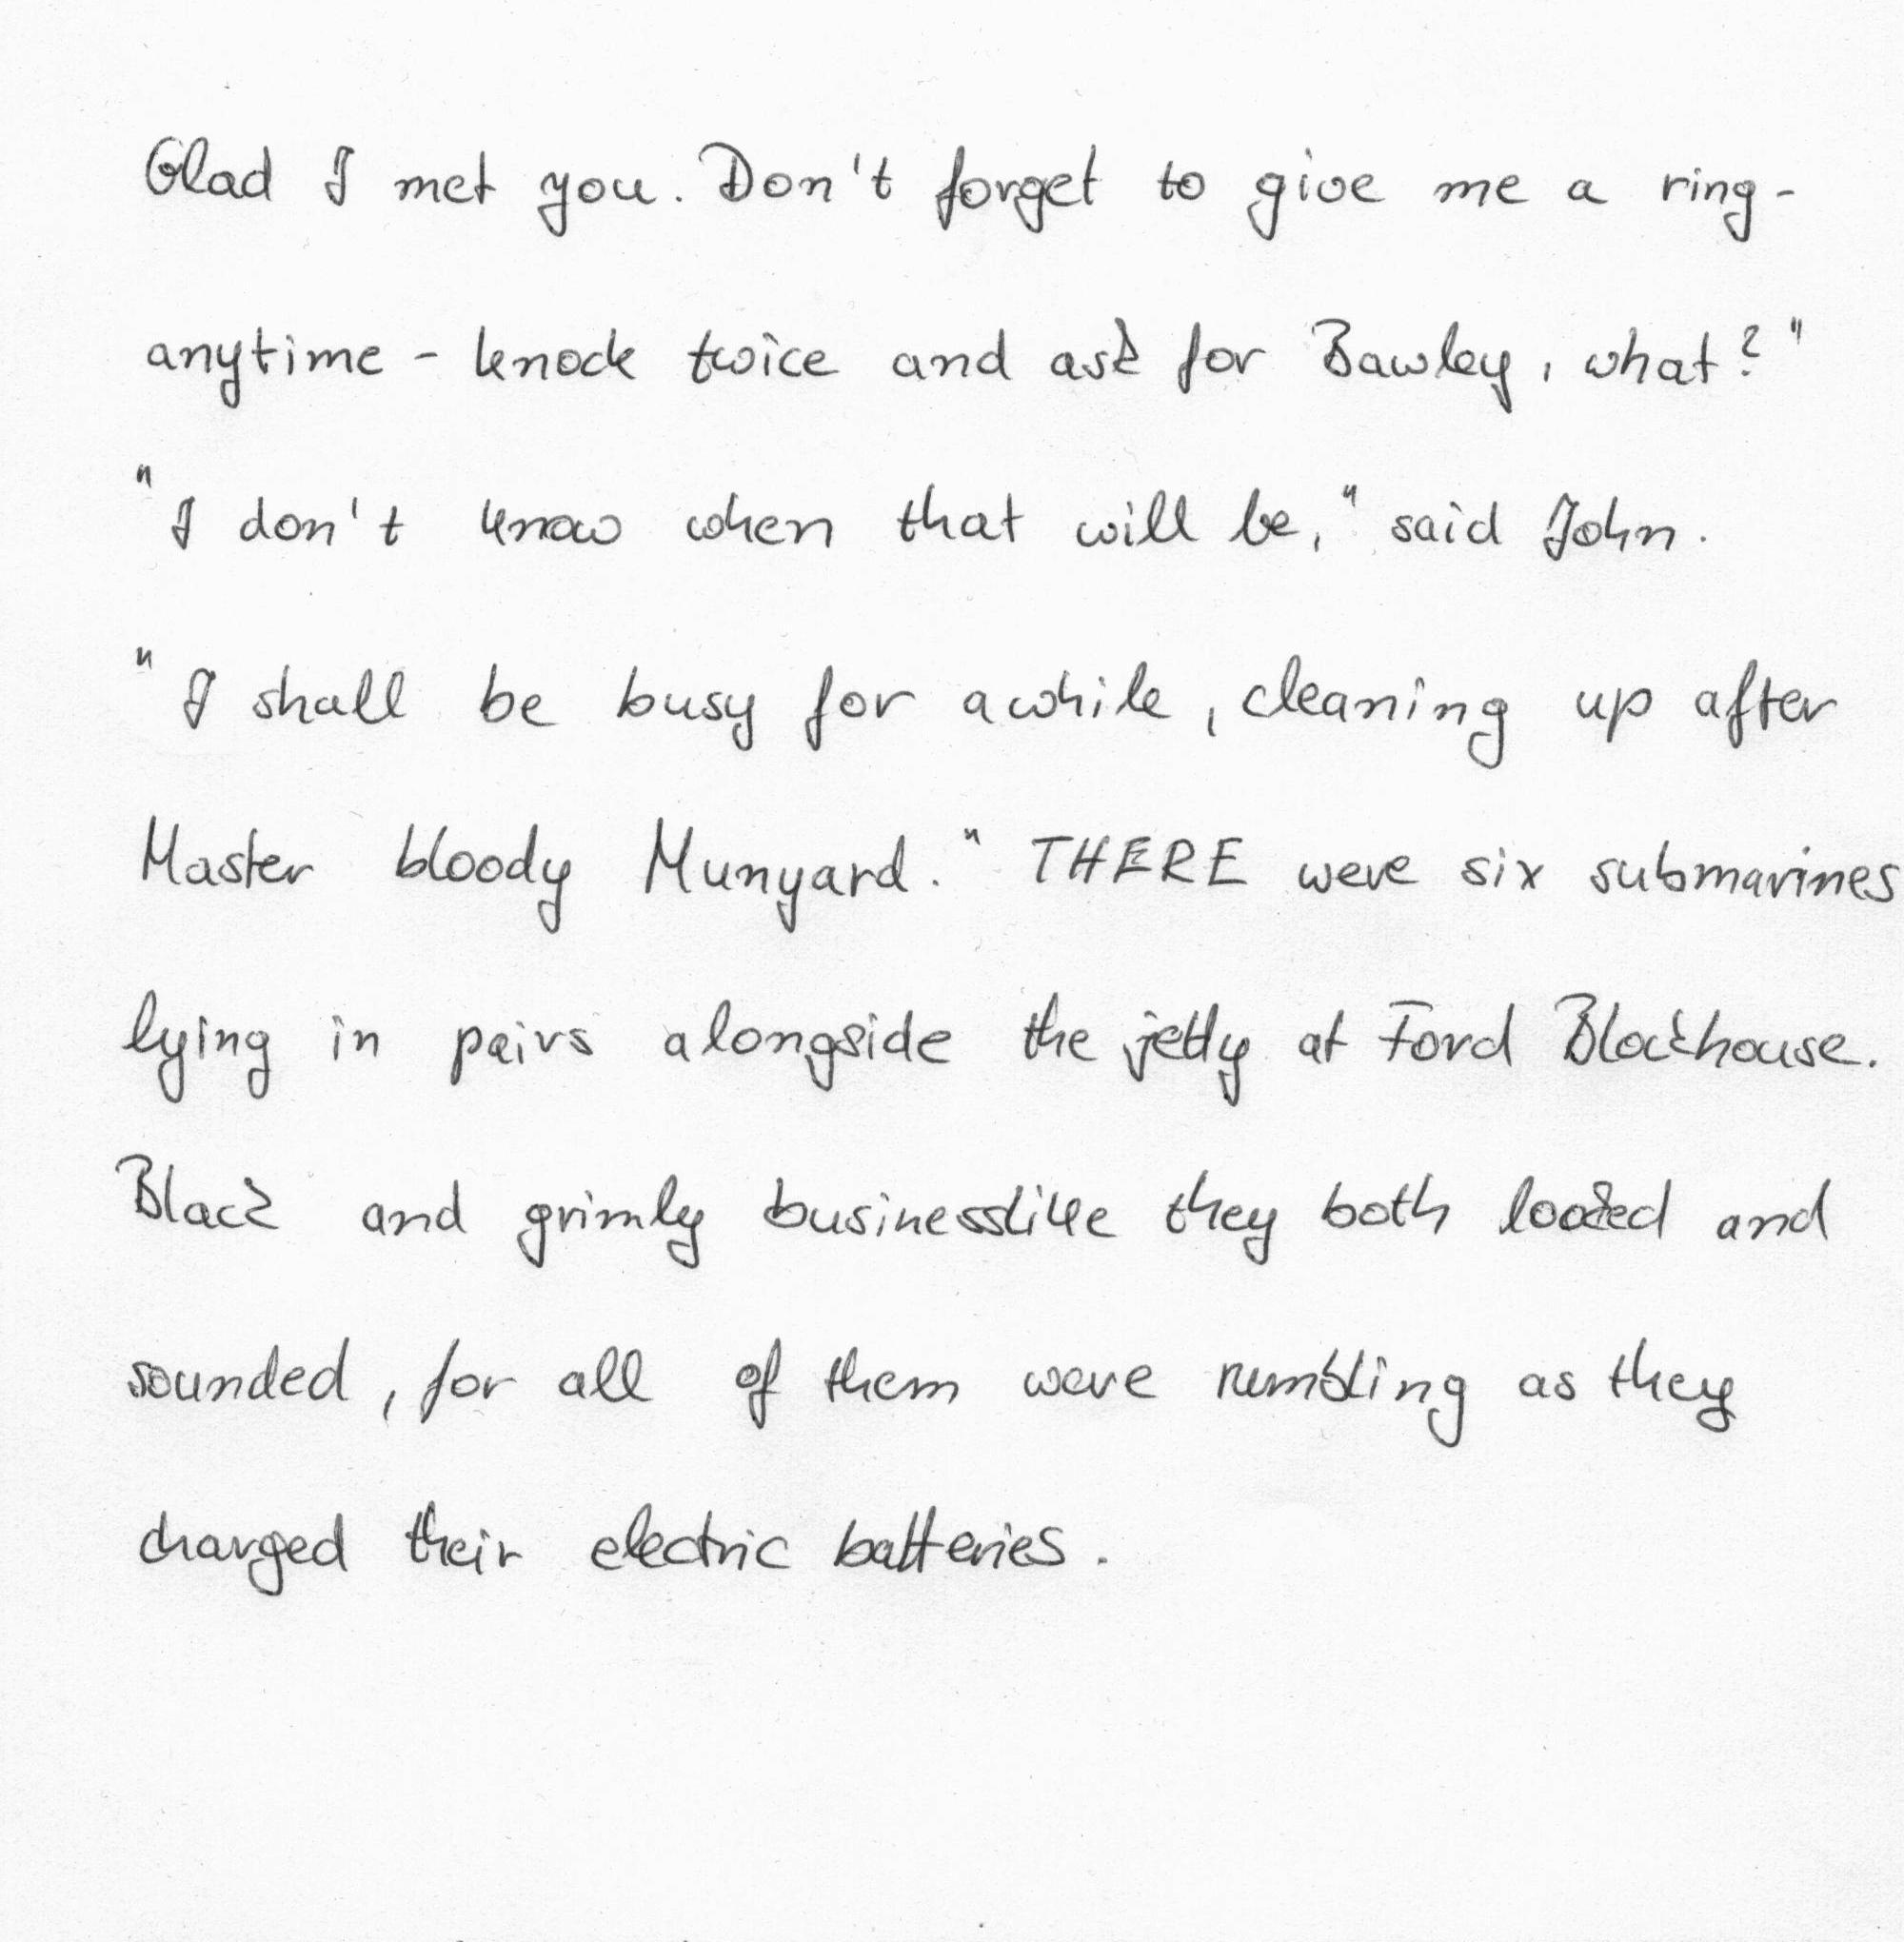 Glad I met you. Don't forget to give me a ring -
anytime - knock twice and ask for Bawley, what?"
"I don't know when that will be," said John.
"I shall be busy for awhile, cleaning up after
Master bloody Munyard." THERE were six submarines
lying in pairs alongside the jetty at Ford Blockhouse.
Black and grimly businesslike they both looked and
sounded, for all of them were rumbling as they
charged their electric batteries.